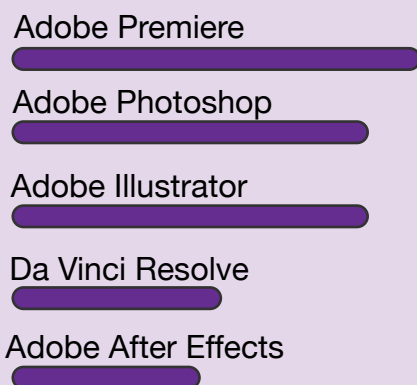 Adobe Premiere
Adobe Photoshop
Adobe Illustrator
Da Vinci Resolve
Adobe After Effects